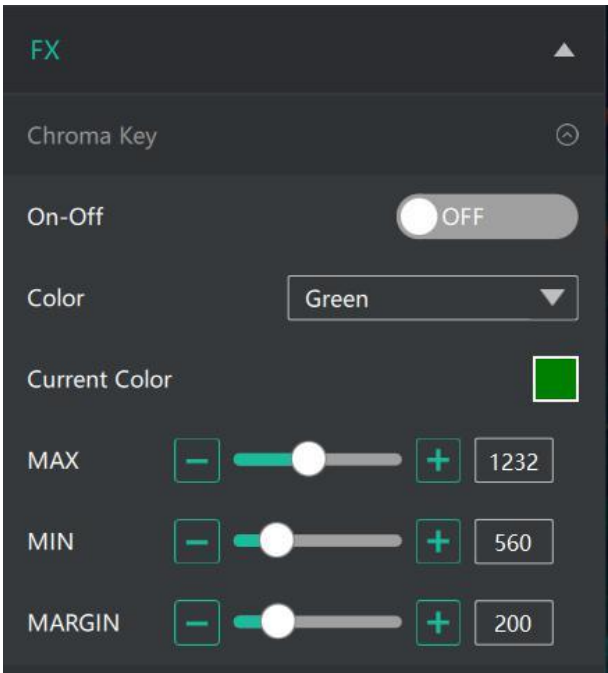 FX
Chroma Key
On-Off OFF
Color Green
Current Color
MAX 1232
MIN 560
MARGIN 200